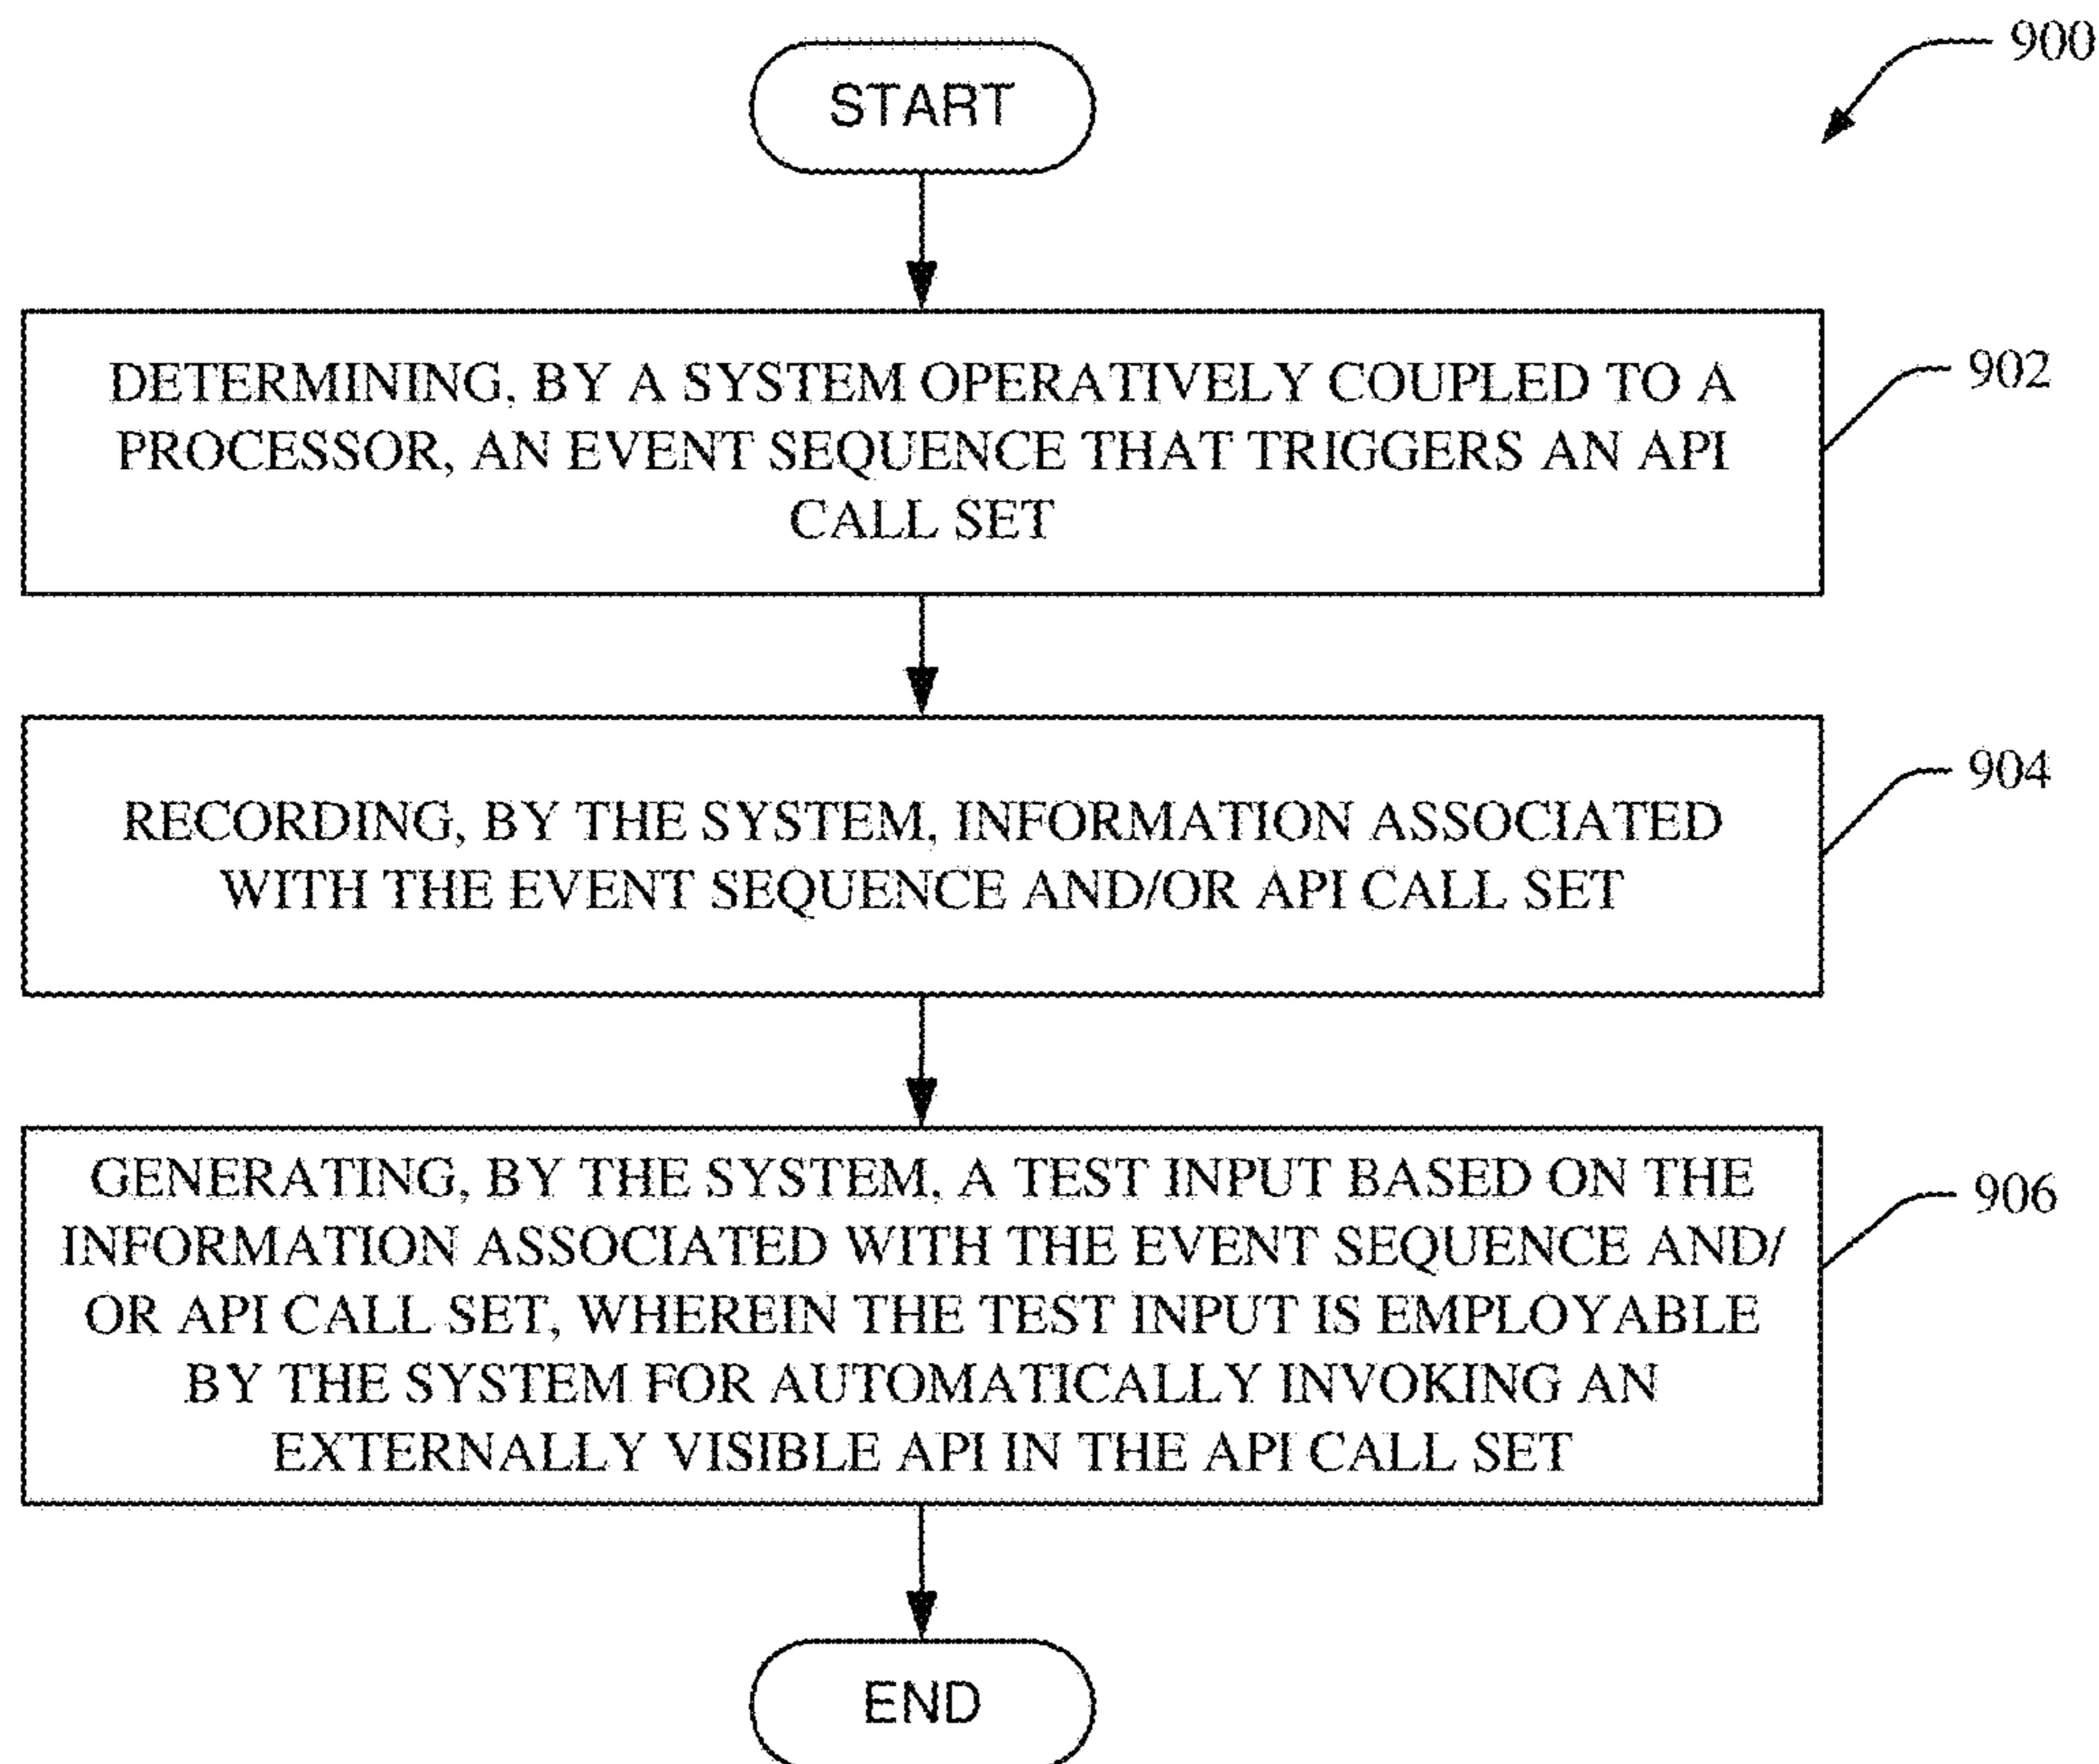 900
START
DETERMINING, BY A SYSTEM OPERATIVELY COUPLED TO A
PROCESSOR, AN EVENT SEQUENCE THAT TRIGGERS AN API
CALL SET
902
RECORDING, BY THE SYSTEM, INFORMATION ASSOCIATED
WITH THE EVENT SEQUENCE AND/OR API CALL SET
904
GENERATING, BY THE SYSTEM, A TEST INPUT BASED ON THE
INFORMATION ASSOCIATED WITH THE EVENT SEQUENCE AND/
OR API CALL SET, WHEREIN THE TEST INPUT IS EMPLOYABLE
BY THE SYSTEM FOR AUTOMATICALLY INVOKING AN
EXTERNALLY VISIBLE API IN THE API CALL SET
906
END